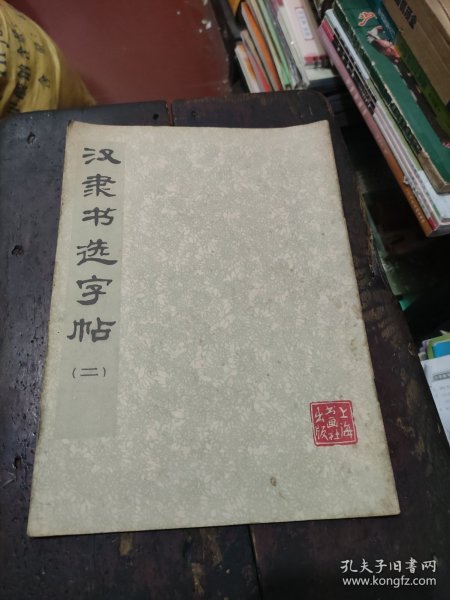 汉隶书选字帖
(二)
上海
书画社
出版
孔夫子旧书网
www.kongfz.com